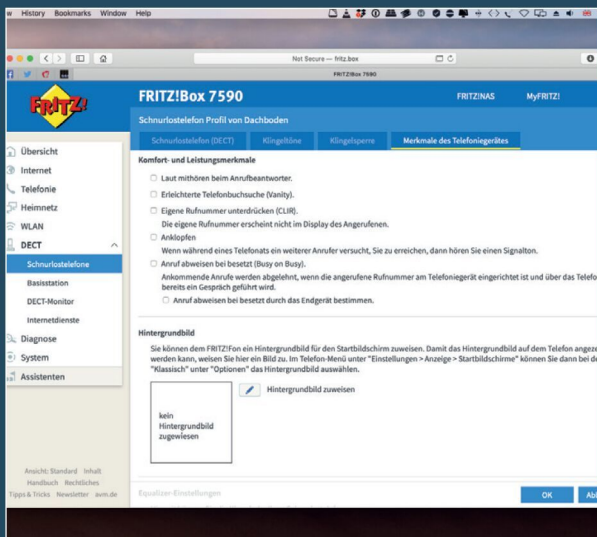 w History Bookmarks Window Help
Not Secure — fritz.box
FRITZ!Box 7590
FRITZ!
FRITZ!Box 7590
FRITZ!NAS MyFRITZ!
Schnurlostelefon Profil von Dachboden
Schnurlostelefon (DECT) Klingeltöne Klingelsperre Merkmale des Telefoniegerätes
Übersicht
Internet
Telefonie
Heimnetz
WLAN
DECT
Schnurlostelefone
Basisstation
DECT-Monitor
Internetdienste
Diagnose
System
Assistenten
Ansicht: Standard Inhalt
Handbuch Rechtliches
Tipps & Tricks Newsletter avm.de
Komfort- und Leistungsmerkmale
Laut mithören beim Anrufbeantworter.
Erleichterte Telefonbuchsuche (Vanity).
Eigene Rufnummer unterdrücken (CLIR).
Die eigene Rufnummer erscheint nicht im Display des Angerufenen.
Anklopfen
Wenn während eines Telefonats ein weiterer Anrufer versucht, Sie zu erreichen, dann hören Sie einen Signalton.
Anruf abweisen bei besetzt (Busy on Busy).
Ankommende Anrufe werden abgelehnt, wenn die angerufene Rufnummer am Telefoniegerät eingerichtet ist und über das Telefo
bereits ein Gespräch geführt wird.
Anruf abweisen bei besetzt durch das Endgerät bestimmen.
Hintergrundbild
Sie können dem FRITZ!Fon ein Hintergrundbild für den Startbildschirm zuweisen. Damit das Hintergrundbild auf dem Telefon angeze
werden kann, weisen Sie hier ein Bild zu. Im Telefon-Menü unter "Einstellungen > Anzeige > Startbildschirme" können Sie dann bei de
"Klassisch" unter "Optionen" das Hintergrundbild auswählen.
kein
Hintergrundbild
zugewiesen
Hintergrundbild zuweisen
Equalizer-Einstellungen
OK Abb